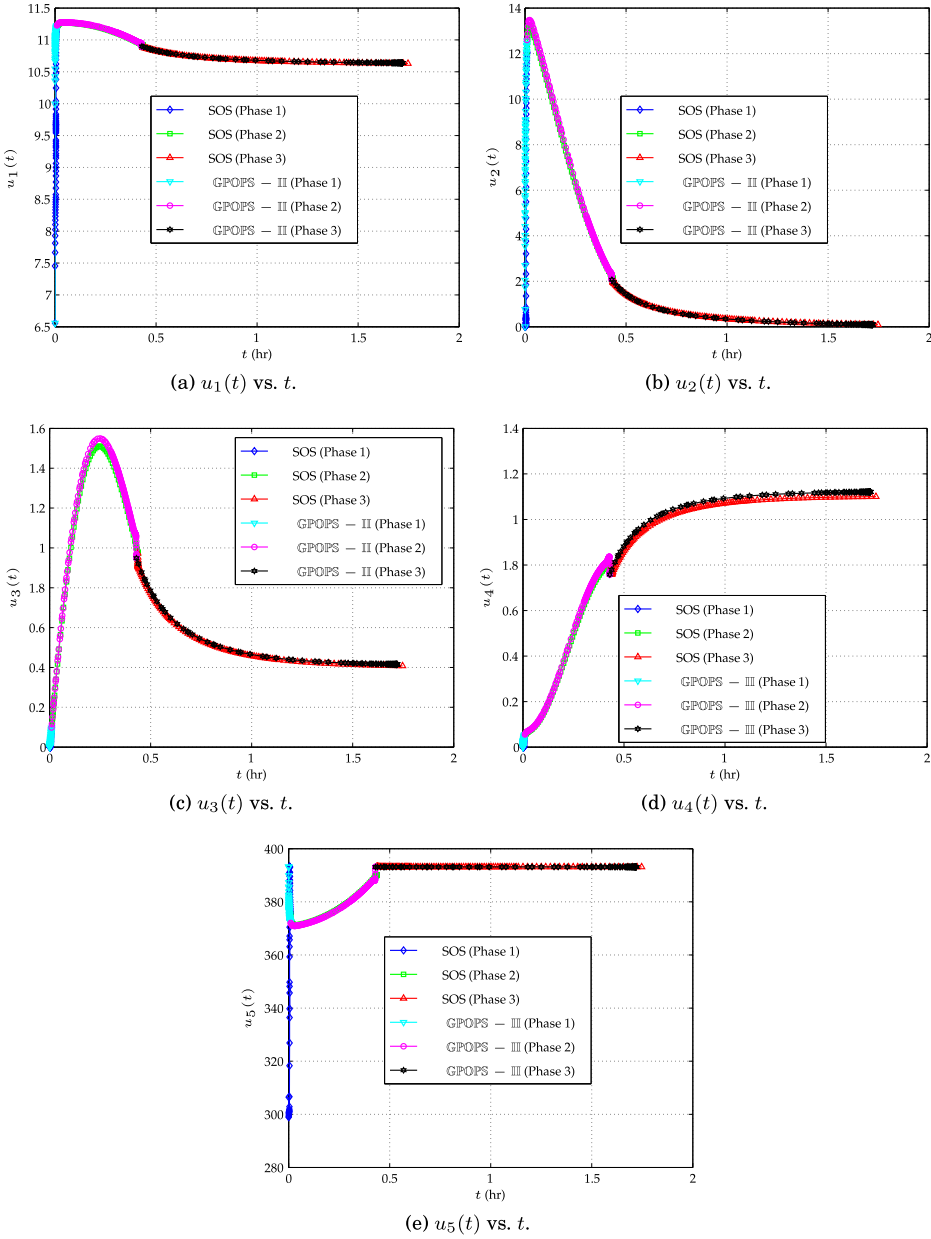 11.5
11
10.5
10
9.5
9
8.5
8
7.5
7
6.5
u1(t)
SOS (Phase 1)
SOS (Phase 2)
SOS (Phase 3)
𝔾ℙ𝕆ℙ𝕊 − 𝕀𝕀 (Phase 1)
𝔾ℙ𝕆ℙ𝕊 − 𝕀𝕀 (Phase 2)
𝔾ℙ𝕆ℙ𝕊 − 𝕀𝕀 (Phase 3)
0 0.5 1 1.5 2
t (hr)
(a) u1(t) vs. t.
14
12
10
8
6
4
2
0
u2(t)
SOS (Phase 1)
SOS (Phase 2)
SOS (Phase 3)
𝔾ℙ𝕆ℙ𝕊 − 𝕀𝕀 (Phase 1)
𝔾ℙ𝕆ℙ𝕊 − 𝕀𝕀 (Phase 2)
𝔾ℙ𝕆ℙ𝕊 − 𝕀𝕀 (Phase 3)
0 0.5 1 1.5 2
t (hr)
(b) u2(t) vs. t.
1.6
1.4
1.2
1
1.8
0.6
0.4
0.2
0
u3(t)
SOS (Phase 1)
SOS (Phase 2)
SOS (Phase 3)
𝔾ℙ𝕆ℙ𝕊 − 𝕀𝕀 (Phase 1)
𝔾ℙ𝕆ℙ𝕊 − 𝕀𝕀 (Phase 2)
𝔾ℙ𝕆ℙ𝕊 − 𝕀𝕀 (Phase 3)
0 0.5 1 1.5 2
t (hr)
(c) u3(t) vs. t.
1.4
1.2
1
1.8
0.6
0.4
0.2
0
u4(t)
SOS (Phase 1)
SOS (Phase 2)
SOS (Phase 3)
𝔾ℙ𝕆ℙ𝕊 − 𝕀𝕀 (Phase 1)
𝔾ℙ𝕆ℙ𝕊 − 𝕀𝕀 (Phase 2)
𝔾ℙ𝕆ℙ𝕊 − 𝕀𝕀 (Phase 3)
0 0.5 1 1.5 2
t (hr)
(d) u4(t) vs. t.
400
380
360
340
320
300
280
u5(t)
SOS (Phase 1)
SOS (Phase 2)
SOS (Phase 3)
𝔾ℙ𝕆ℙ𝕊 − 𝕀𝕀 (Phase 1)
𝔾ℙ𝕆ℙ𝕊 − 𝕀𝕀 (Phase 2)
𝔾ℙ𝕆ℙ𝕊 − 𝕀𝕀 (Phase 3)
0 0.5 1 1.5 2
t (hr)
(e) u5(t) vs. t.